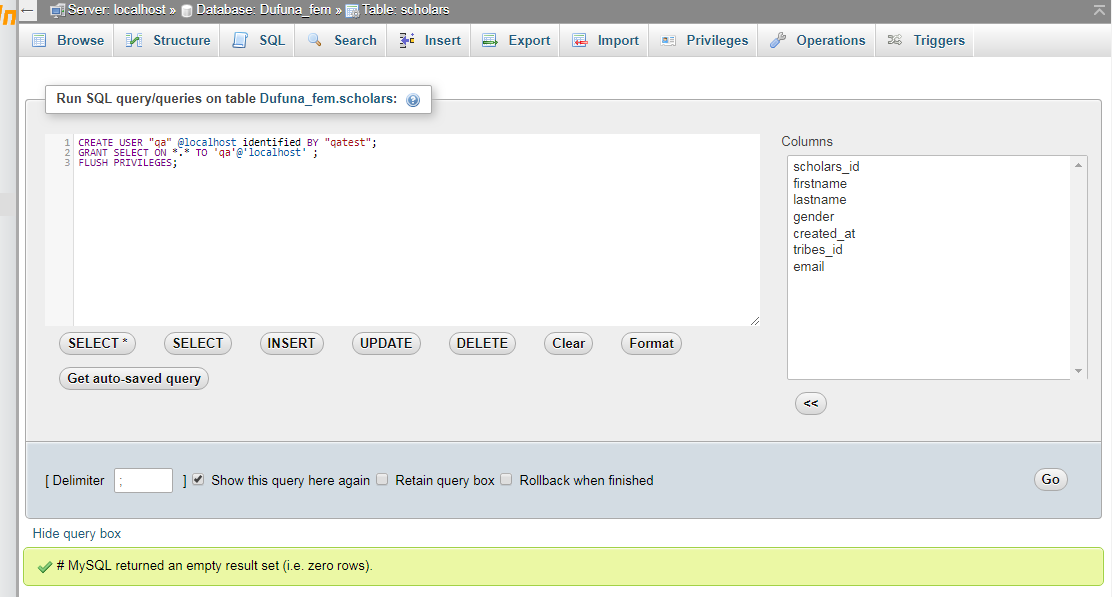 Server: localhost » Database: Dufuna_fem » Table: scholars
Browse Structure SQL Search Insert Export Import Privileges Operations Triggers
Run SQL query/queries on table Dufuna_fem.scholars:
1 CREATE USER "qa" @localhost identified BY "qatest";
2 GRANT SELECT ON *.* TO 'qa'@'localhost' ;
3 FLUSH PRIVILEGES;
Columns
scholars_id
firstname
lastname
gender
created_at
tribes_id
email
SELECT * SELECT INSERT UPDATE DELETE Clear Format
Get auto-saved query
<<
[ Delimiter ; ] Show this query here again Retain query box Rollback when finished Go
Hide query box
# MySQL returned an empty result set (i.e. zero rows).